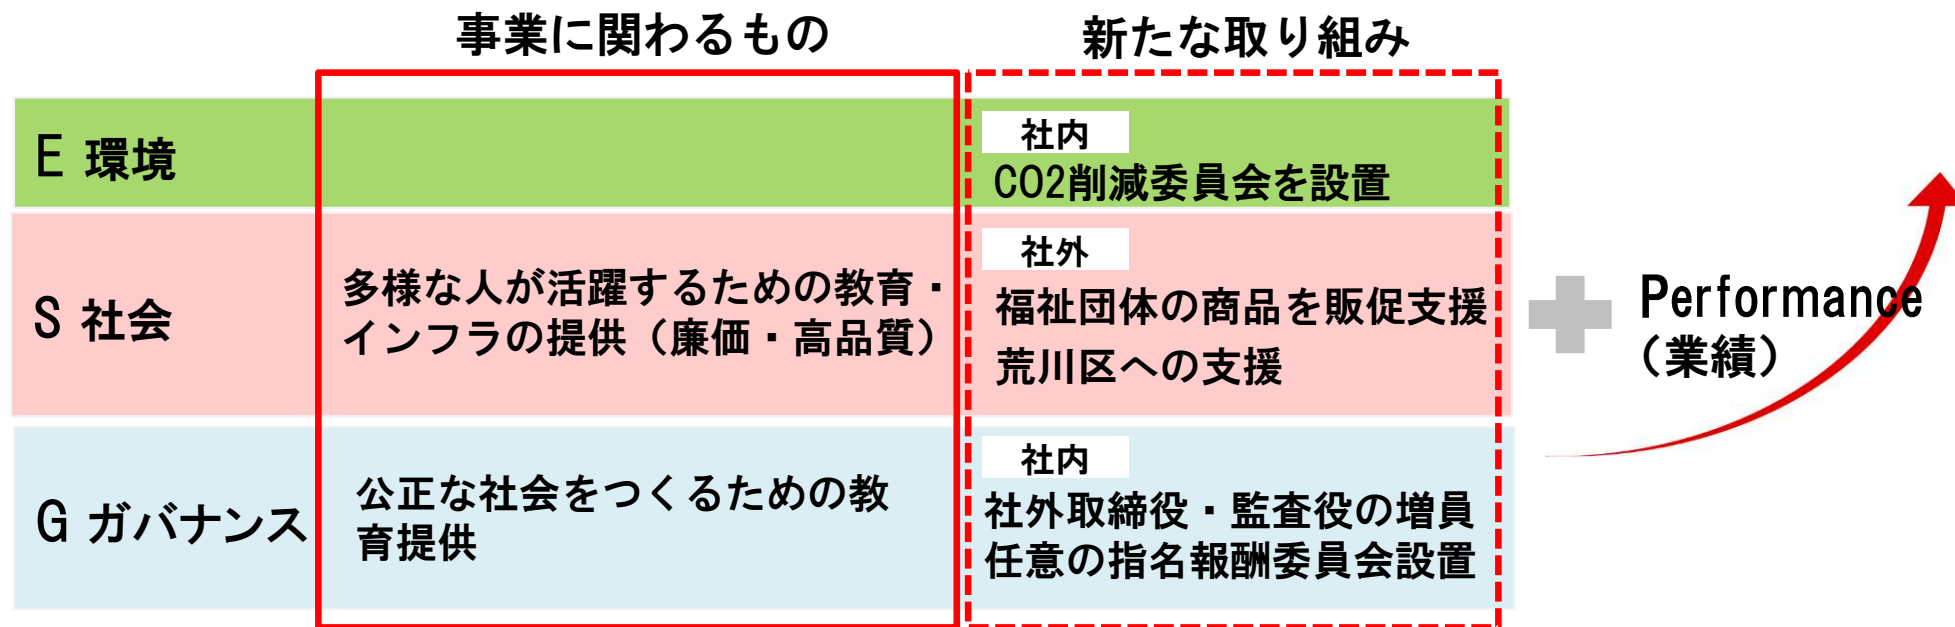 事業に関わるもの
新たな取り組み
E 環境
社内
CO2削減委員会を設置
S 社会
多様な人が活躍するための教育・
インフラの提供（廉価・高品質）
社外
福祉団体の商品を販促支援
荒川区への支援
G ガバナンス
公正な社会をつくるための教
育提供
社内
社外取締役・監査役の増員
任意の指名報酬委員会設置
Performance
（業績）